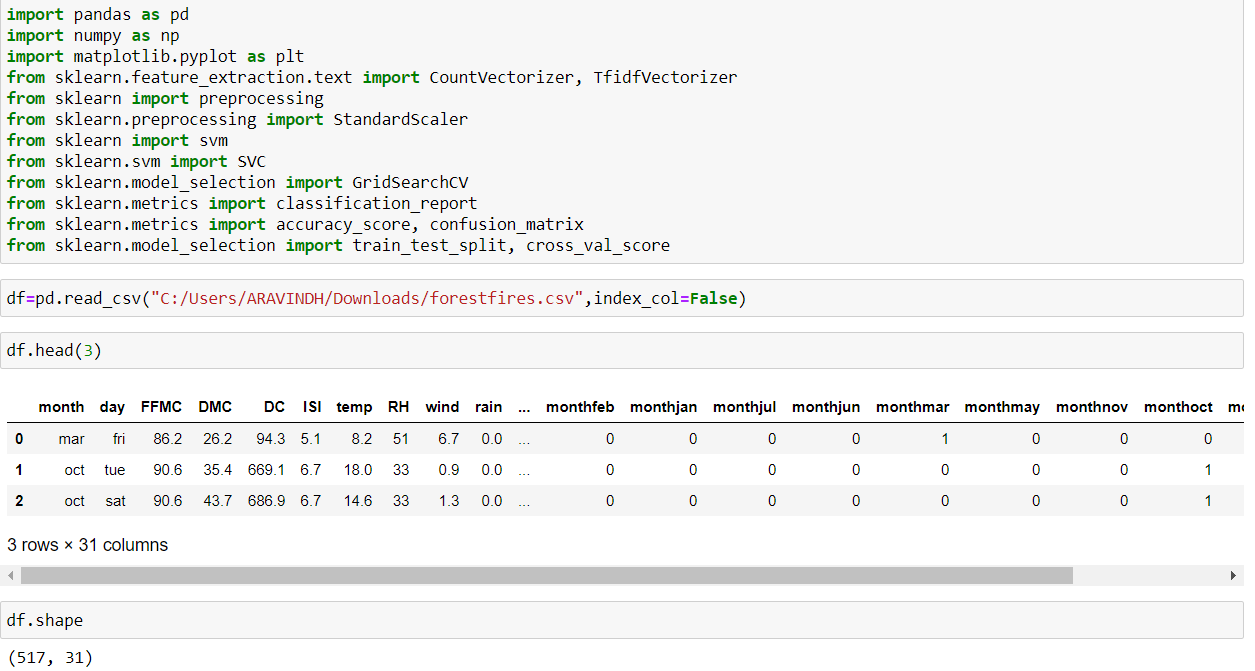 import pandas as pd
import numpy as np
import matplotlib.pyplot as plt
from sklearn.feature_extraction.text import CountVectorizer, TfidfVectorizer
from sklearn import preprocessing
from sklearn.preprocessing import StandardScaler
from sklearn import svm
from sklearn.svm import SVC
from sklearn.model_selection import GridSearchCV
from sklearn.metrics import classification_report
from sklearn.metrics import accuracy_score, confusion_matrix
from sklearn.model_selection import train_test_split, cross_val_score
df=pd.read_csv("C:/Users/ARAVINDH/Downloads/forestfires.csv",index_col=False)
df.head(3)
month day FFMC DMC DC ISI temp RH wind rain ... monthfeb monthjan monthjul monthjun monthmar monthmay monthnov monthoct
0 mar fri 86.2 26.2 94.3 5.1 8.2 51 6.7 0.0 ... 0 0 0 0 1 0 0 0
1 oct tue 90.6 35.4 669.1 6.7 18.0 33 0.9 0.0 ... 0 0 0 0 0 0 0 1
2 oct sat 90.6 43.7 686.9 6.7 14.6 33 1.3 0.0 ... 0 0 0 0 0 0 0 1
3 rows × 31 columns
df.shape
(517, 31)